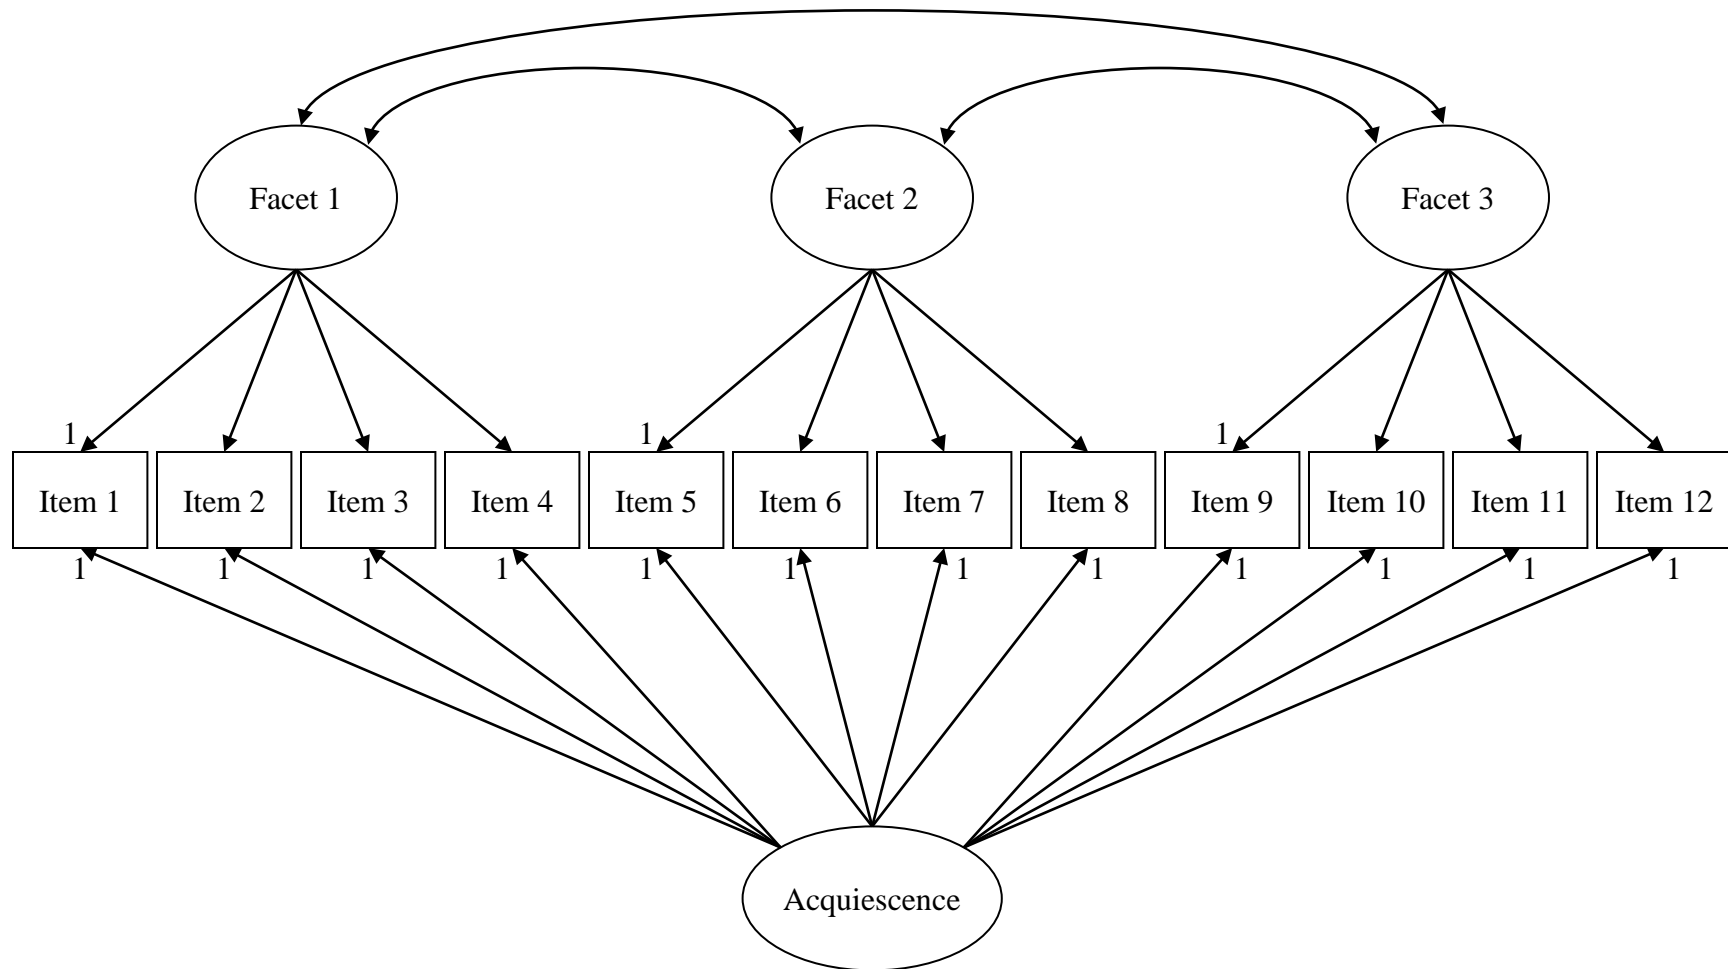 Facet 1 Facet 2 Facet 3
1 1 1
Item 1 Item 2 Item 3 Item 4 Item 5 Item 6 Item 7 Item 8 Item 9 Item 10 Item 11 Item 12
1 1 1 1 1 1 1 1 1 1 1 1
Acquiescence